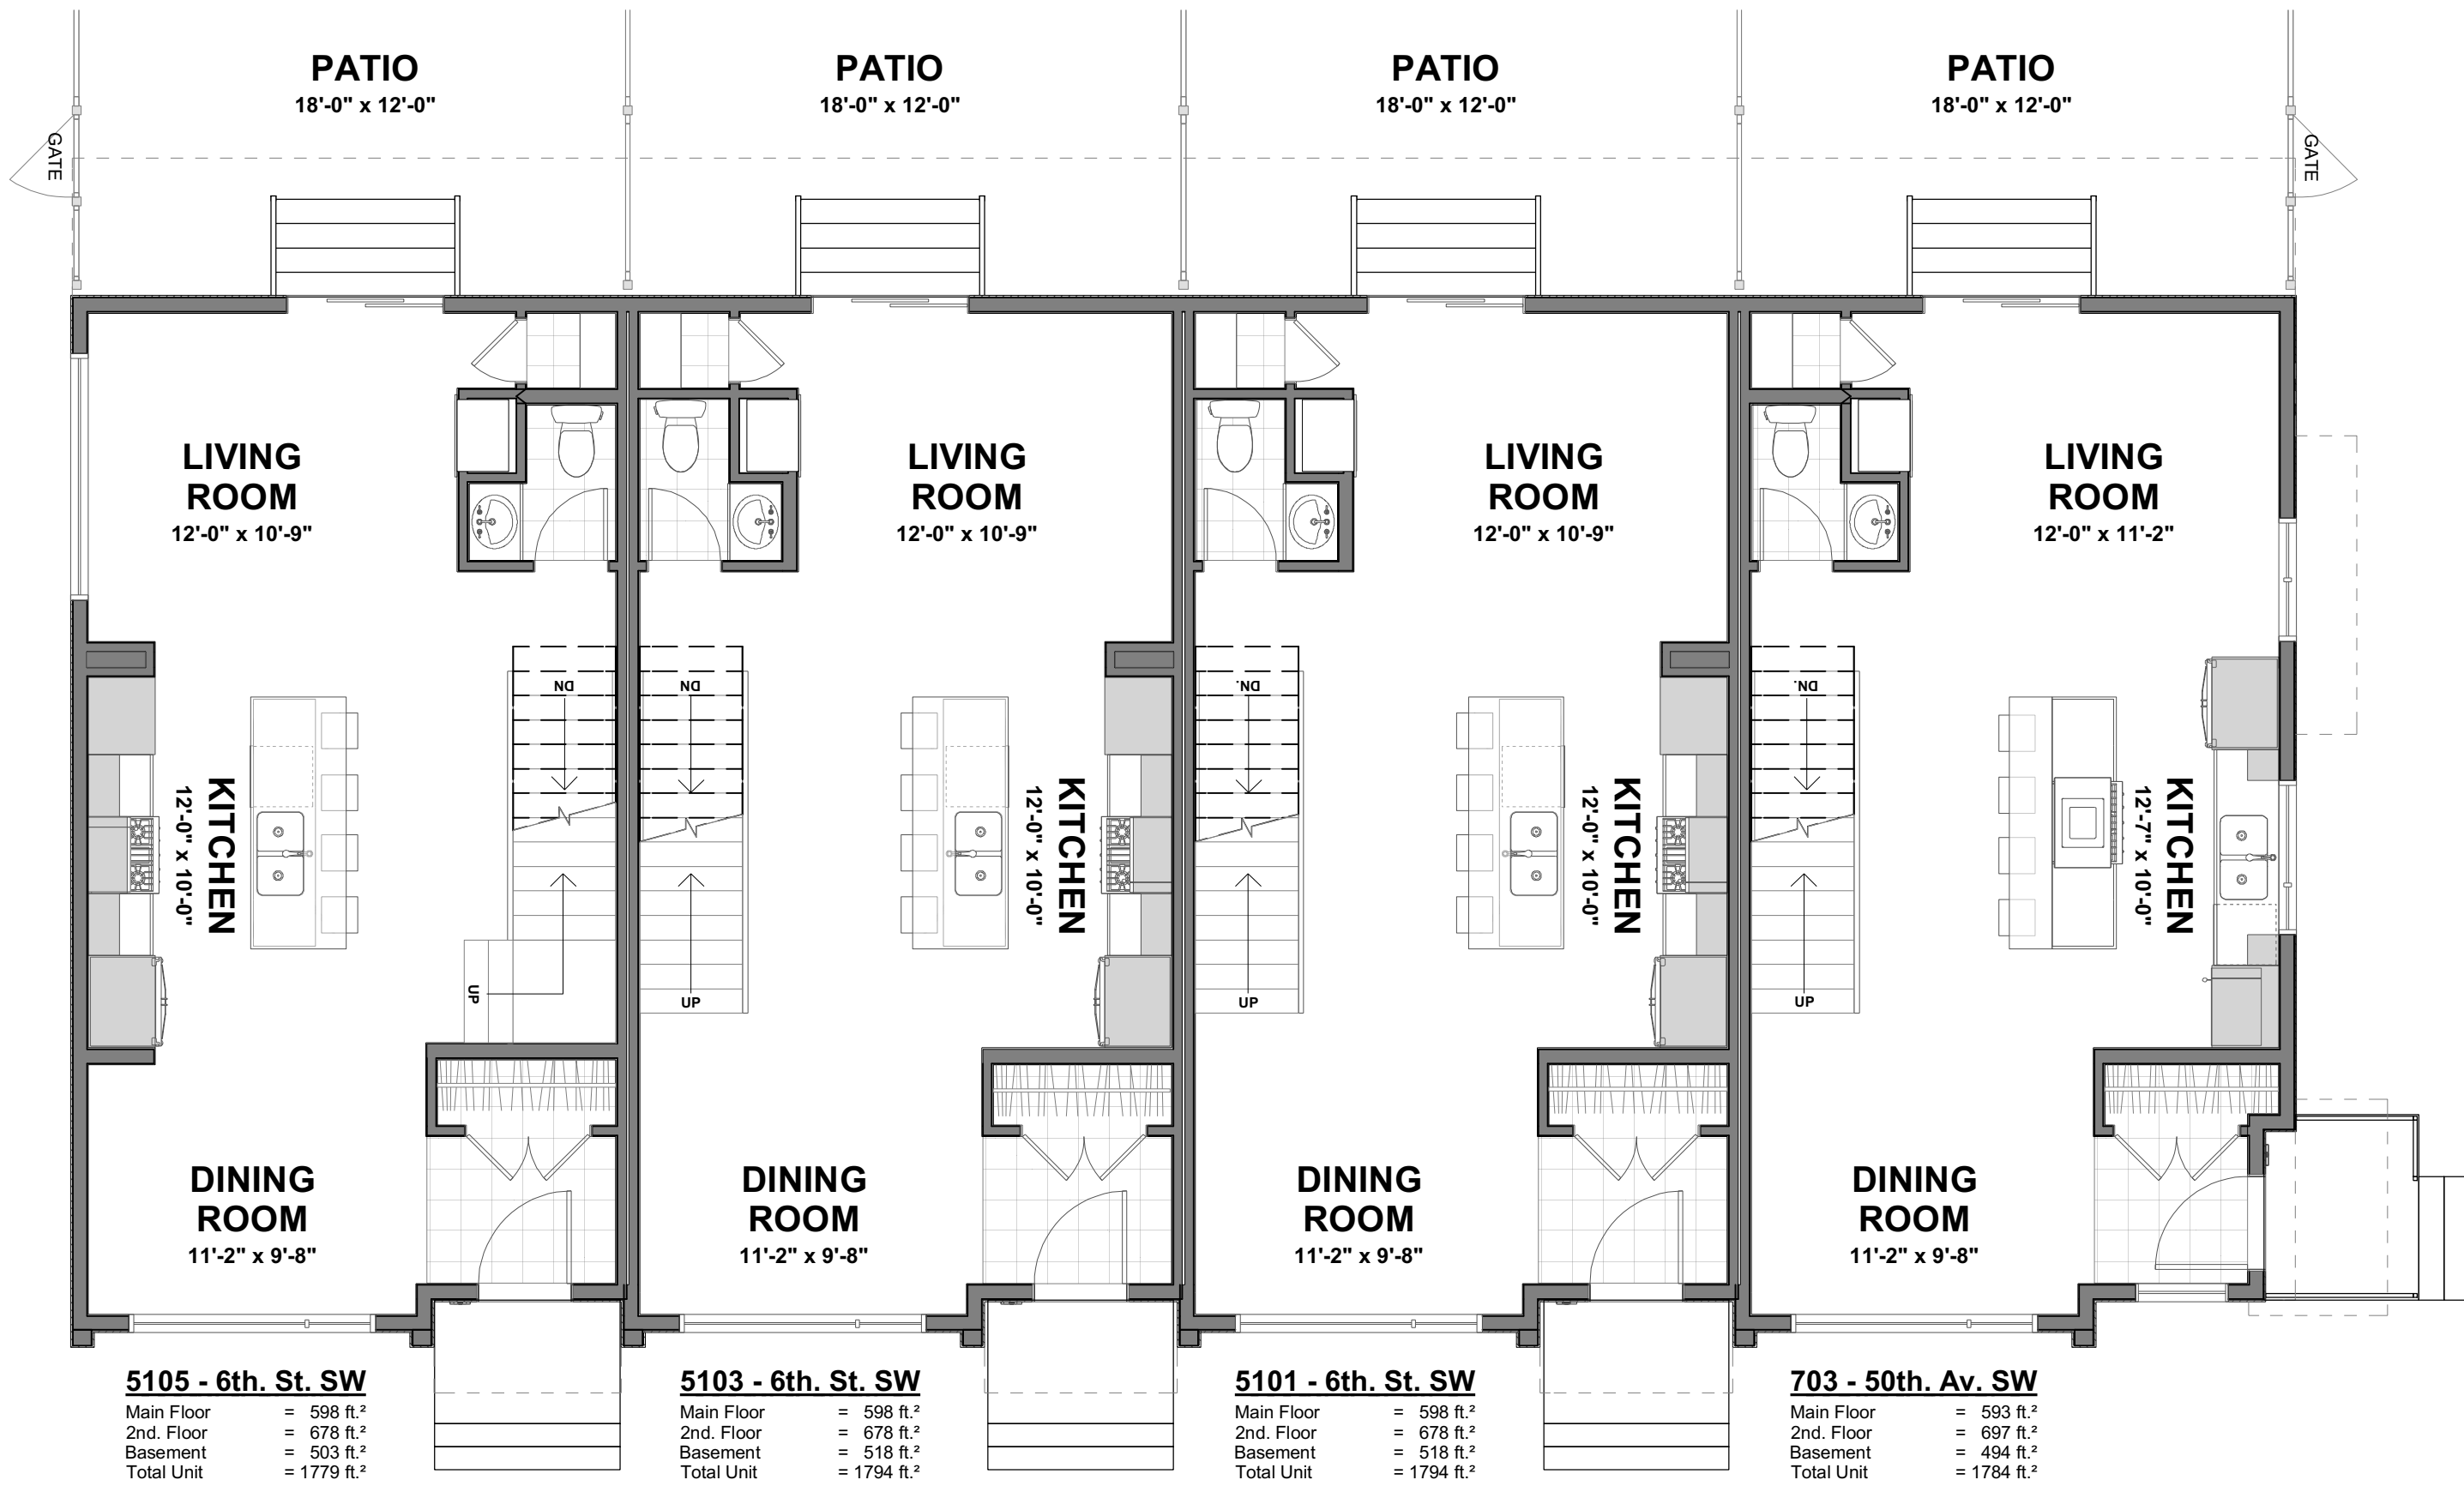 PATIO
18'-0" x 12'-0"
PATIO
18'-0" x 12'-0"
PATIO
18'-0" x 12'-0"
PATIO
18'-0" x 12'-0"
GATE
GATE
LIVING
ROOM
12'-0" x 10'-9"
LIVING
ROOM
12'-0" x 10'-9"
LIVING
ROOM
12'-0" x 10'-9"
LIVING
ROOM
12'-0" x 11'-2"
DN
DN
DN.
DN.
KITCHEN
12'-0" x 10'-0"
KITCHEN
12'-0" x 10'-0"
KITCHEN
12'-0" x 10'-0"
KITCHEN
12'-7" x 10'-0"
UP
UP
UP
UP
DINING
ROOM
11'-2" x 9'-8"
DINING
ROOM
11'-2" x 9'-8"
DINING
ROOM
11'-2" x 9'-8"
DINING
ROOM
11'-2" x 9'-8"
5105 - 6th. St. SW
Main Floor = 598 ft.²
2nd. Floor = 678 ft.²
Basement = 503 ft.²
Total Unit = 1779 ft.²
5103 - 6th. St. SW
Main Floor = 598 ft.²
2nd. Floor = 678 ft.²
Basement = 518 ft.²
Total Unit = 1794 ft.²
5101 - 6th. St. SW
Main Floor = 598 ft.²
2nd. Floor = 678 ft.²
Basement = 518 ft.²
Total Unit = 1794 ft.²
703 - 50th. Av. SW
Main Floor = 593 ft.²
2nd. Floor = 697 ft.²
Basement = 494 ft.²
Total Unit = 1784 ft.²